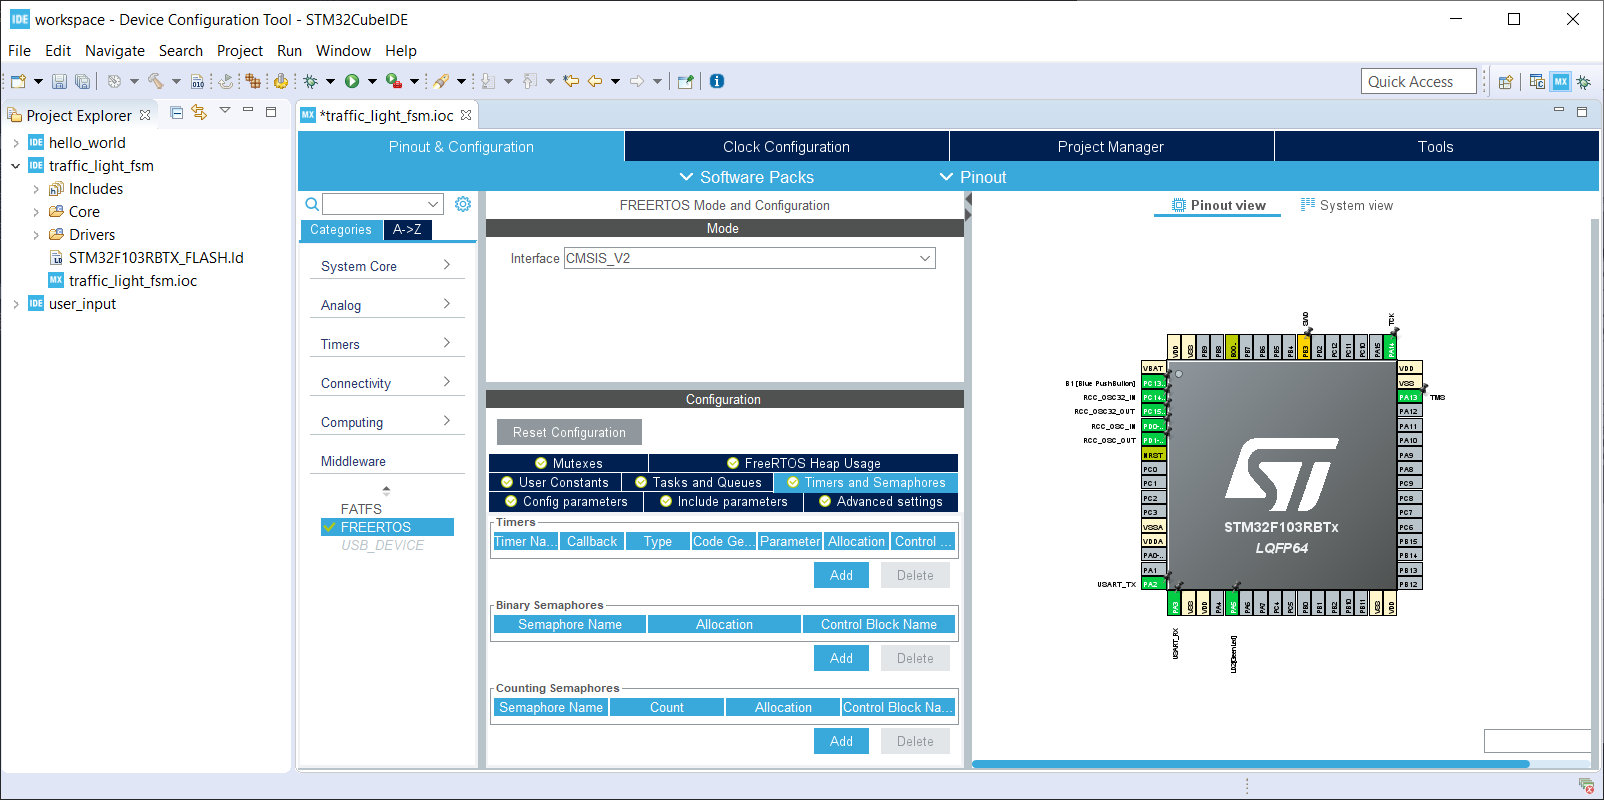 IDE workspace - Device Configuration Tool - STM32CubeIDE
File Edit Navigate Search Project Run Window Help
Quick Access
Project Explorer
*traffic_light_fsm.ioc
hello_world
traffic_light_fsm
Includes
Core
Drivers
STM32F103RBTX_FLASH.ld
traffic_light_fsm.ioc
user_input
Pinout & Configuration
Clock Configuration
Project Manager
Tools
Software Packs
Pinout
Categories
A->Z
System Core
Analog
Timers
Connectivity
Computing
Middleware
FATFS
FREERTOS
USB_DEVICE
FREERTOS Mode and Configuration
Mode
Interface CMSIS_V2
Configuration
Reset Configuration
Mutexes
FreeRTOS Heap Usage
User Constants
Tasks and Queues
Timers and Semaphores
Config parameters
Include parameters
Advanced settings
Timers
Timer Na... Callback Type Code Ge... Parameter Allocation Control ...
Add Delete
Binary Semaphores
Semaphore Name Allocation Control Block Name
Add Delete
Counting Semaphores
Semaphore Name Count Allocation Control Block Na...
Add Delete
Pinout view
System view
SWO
TCK
VDD VSS PB9 PB8 BOO.. PB7 PB6 PB5 PB4 PB3 PD2 PC12 PC11 PC10 PA15 PA14..
VBAT
B1 [Blue PushButton] PC13..
RCC_OSC32_IN PC14..
RCC_OSC32_OUT PC15..
RCC_OSC_IN PD0-..
RCC_OSC_OUT PD1-..
NRST
PC0
PC1
PC2
PC3
VSSA
VDDA
PA0-..
PA1
USART_TX PA2
STM32F103RBTx
LQFP64
VDD
VSS
PA13 TMS
PA12
PA11
PA10
PA9
PA8
PC9
PC8
PC7
PC6
PB15
PB14
PB13
PB12
PA3 VSS VDD PA4 PA5 PA6 PA7 PC4 PC5 PB0 PB1 PB2 PB10 PB11 VSS VDD
USART_RX
LD2 [Green Led]